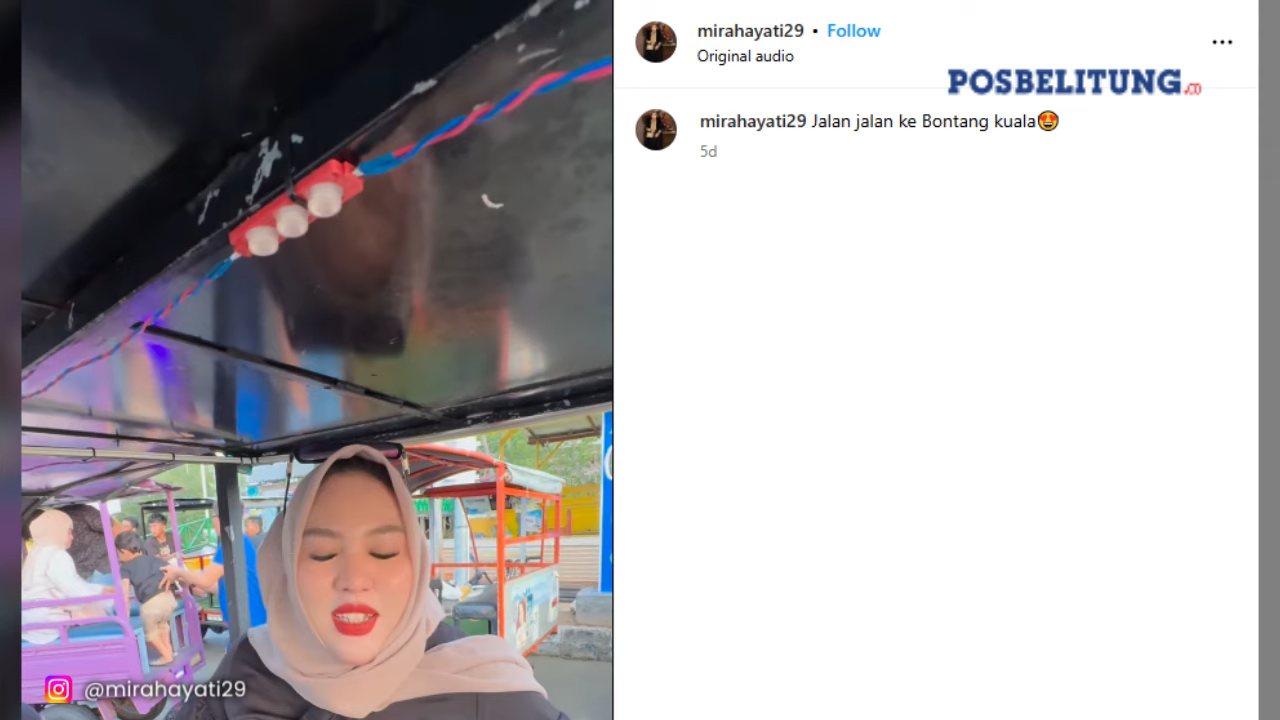 mirahayati29 • Follow
Original audio
POSBELITUNG.CO
mirahayati29 Jalan jalan ke Bontang kuala😍
5d
@mirahayati29